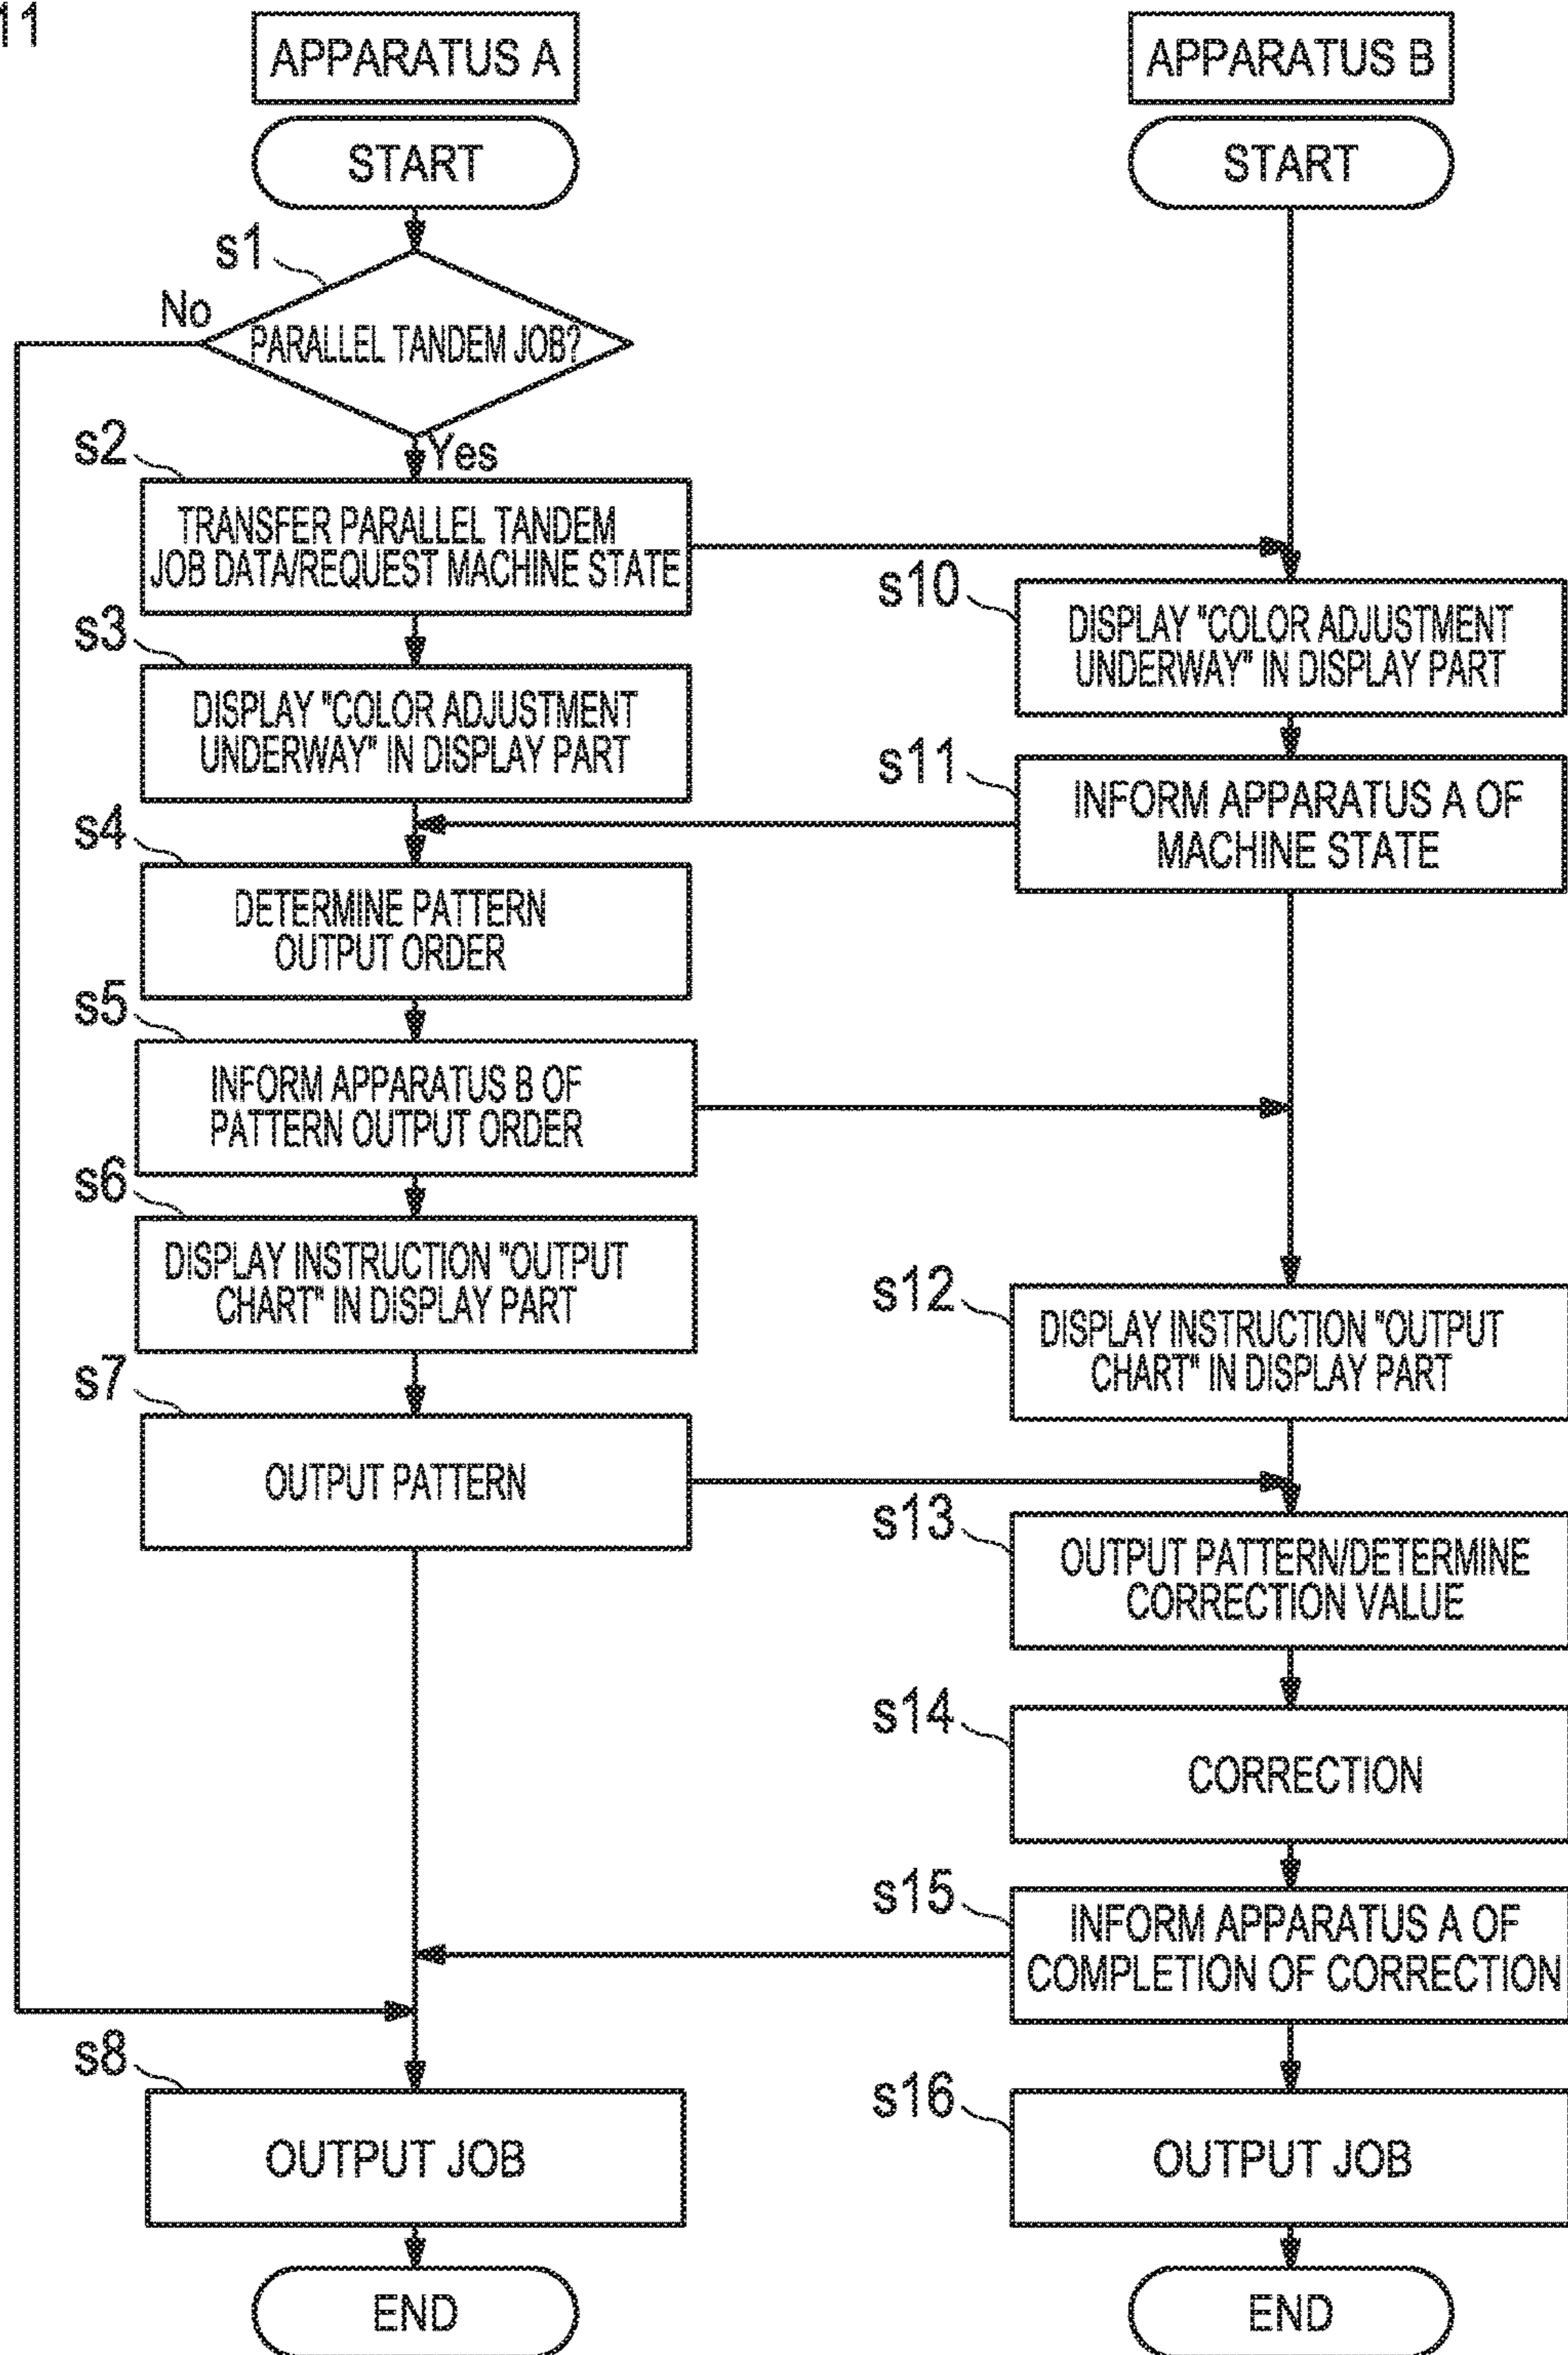 11
APPARATUS A
START
s1
No
PARALLEL TANDEM JOB?
Yes
s2
TRANSFER PARALLEL TANDEM
JOB DATA/REQUEST MACHINE STATE
s3
DISPLAY "COLOR ADJUSTMENT
UNDERWAY" IN DISPLAY PART
s4
DETERMINE PATTERN
OUTPUT ORDER
s5
INFORM APPARATUS B OF
PATTERN OUTPUT ORDER
s6
DISPLAY INSTRUCTION "OUTPUT
CHART" IN DISPLAY PART
s7
OUTPUT PATTERN
s8
OUTPUT JOB
END
APPARATUS B
START
s10
DISPLAY "COLOR ADJUSTMENT
UNDERWAY" IN DISPLAY PART
s11
INFORM APPARATUS A OF
MACHINE STATE
s12
DISPLAY INSTRUCTION "OUTPUT
CHART" IN DISPLAY PART
s13
OUTPUT PATTERN/DETERMINE
CORRECTION VALUE
s14
CORRECTION
s15
INFORM APPARATUS A OF
COMPLETION OF CORRECTION
s16
OUTPUT JOB
END